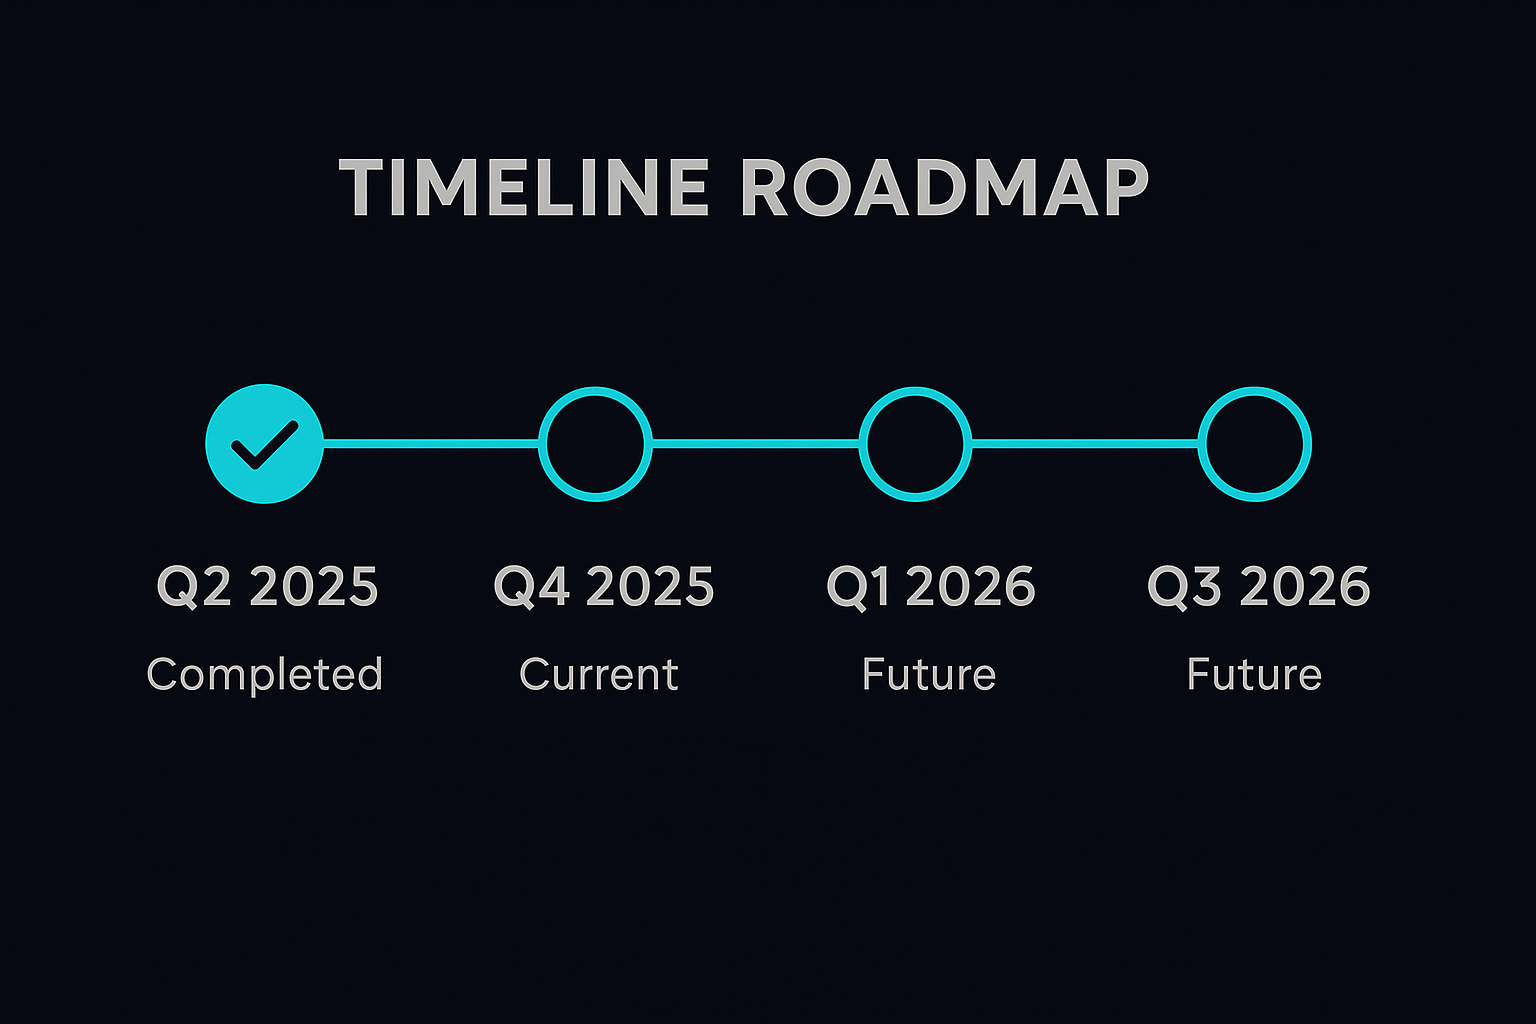 TIMELINE ROADMAP
Q2 2025
Q4 2025
Q1 2026
Q3 2026
Completed
Current
Future
Future